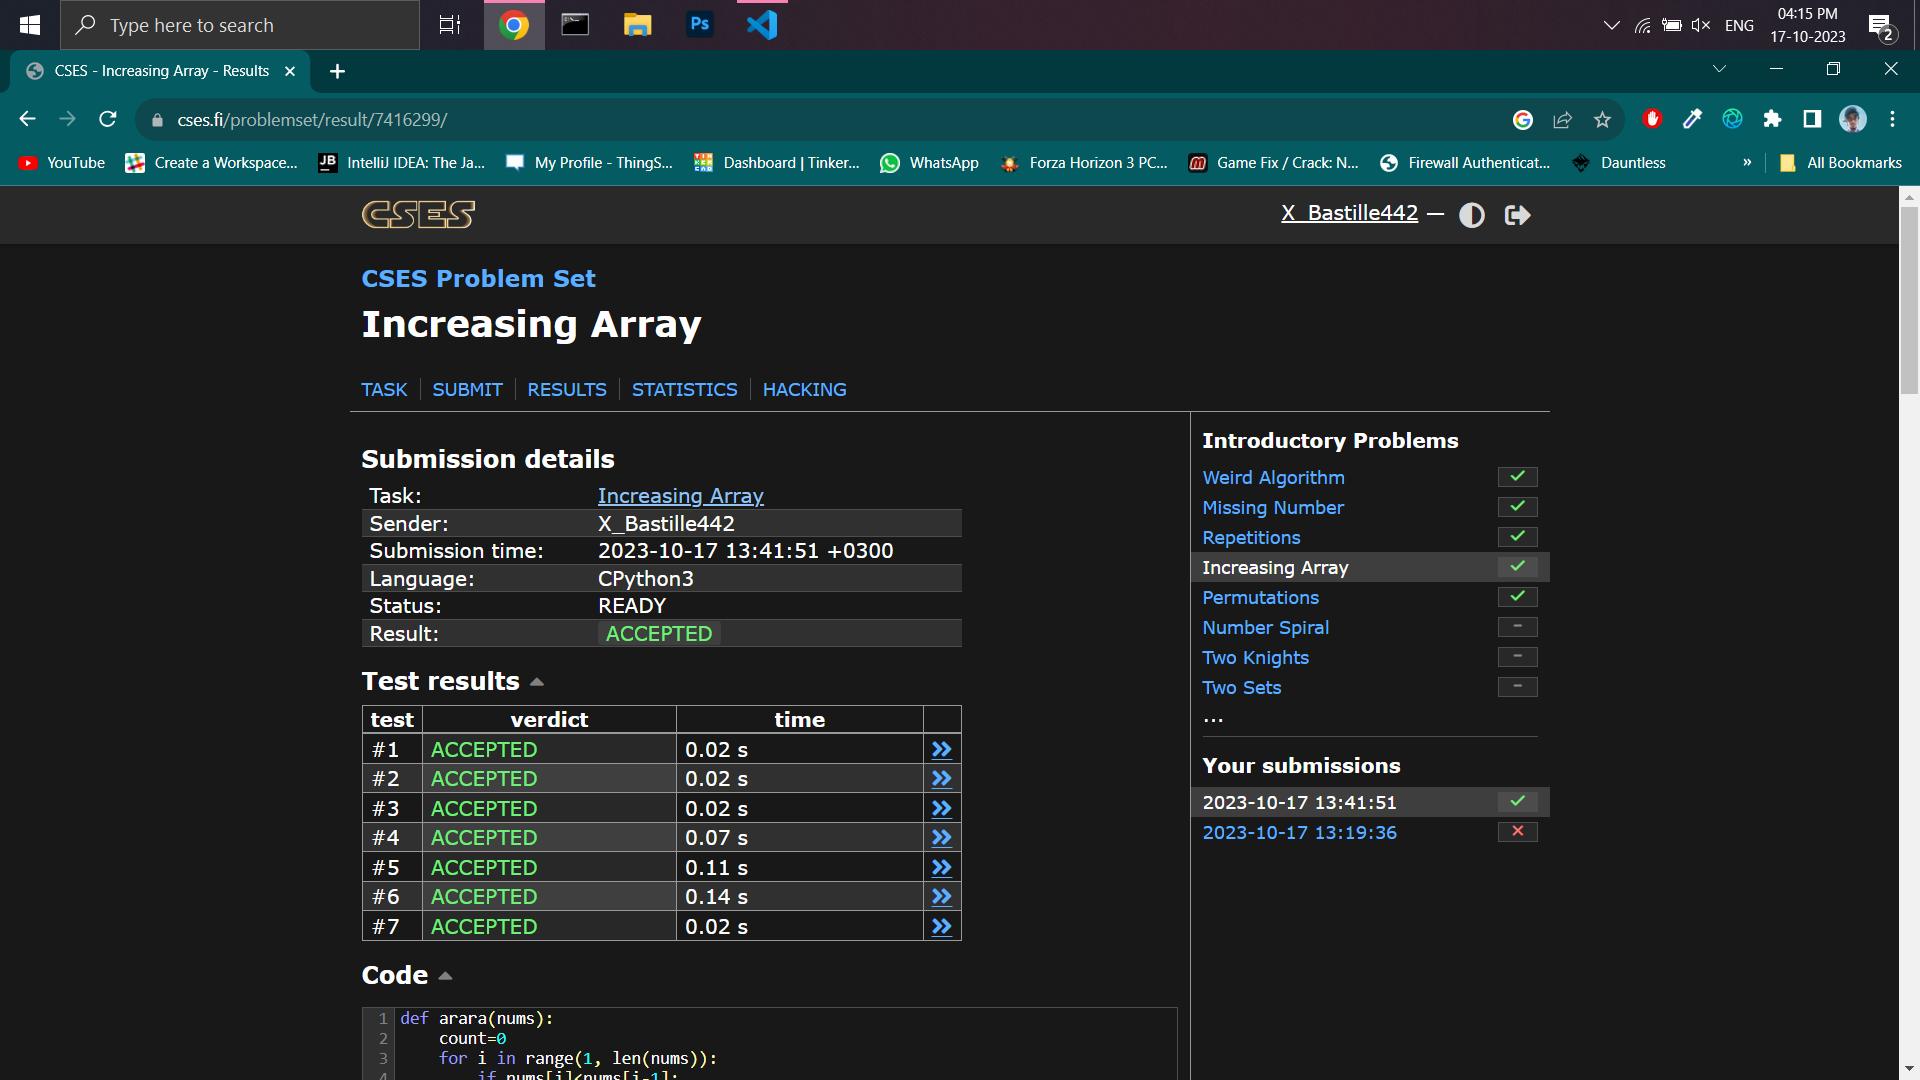 Type here to search
Ps
ENG
04:15 PM
17-10-2023
2
CSES - Increasing Array - Results
cses.fi/problemset/result/7416299/
YouTube
Create a Workspace...
JB
IntelliJ IDEA: The Ja...
My Profile - ThingS...
Dashboard | Tinker...
WhatsApp
Forza Horizon 3 PC...
Game Fix / Crack: N...
Firewall Authenticat...
Dauntless
»
All Bookmarks
CSES
X_Bastille442 —
CSES Problem Set
Increasing Array
TASK
SUBMIT
RESULTS
STATISTICS
HACKING
Submission details
Task: Increasing Array
Sender: X_Bastille442
Submission time: 2023-10-17 13:41:51 +0300
Language: CPython3
Status: READY
Result: ACCEPTED
Test results
test verdict time
#1 ACCEPTED 0.02 s
#2 ACCEPTED 0.02 s
#3 ACCEPTED 0.02 s
#4 ACCEPTED 0.07 s
#5 ACCEPTED 0.11 s
#6 ACCEPTED 0.14 s
#7 ACCEPTED 0.02 s
Code
1 def arara(nums):
2 count=0
3 for i in range(1, len(nums)):
4 if nums[i]<nums[i-1]:
Introductory Problems
Weird Algorithm
Missing Number
Repetitions
Increasing Array
Permutations
Number Spiral
Two Knights
Two Sets
...
Your submissions
2023-10-17 13:41:51
2023-10-17 13:19:36